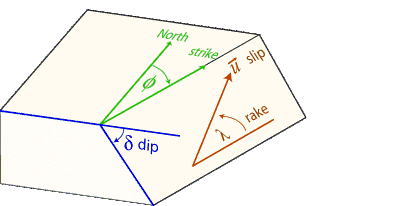 North
strike
ϕ
u⃗ slip
λ rake
δ dip